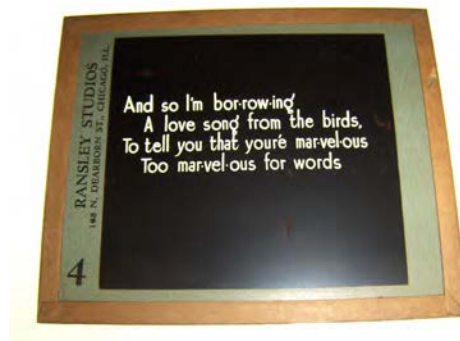 RANSLEY STUDIOS
168 N. DEARBORN ST., CHICAGO, ILL.
4
And so I'm bor-row-ing
A love song from the birds,
To tell you that you're mar-vel-ous
Too mar-vel-ous for words